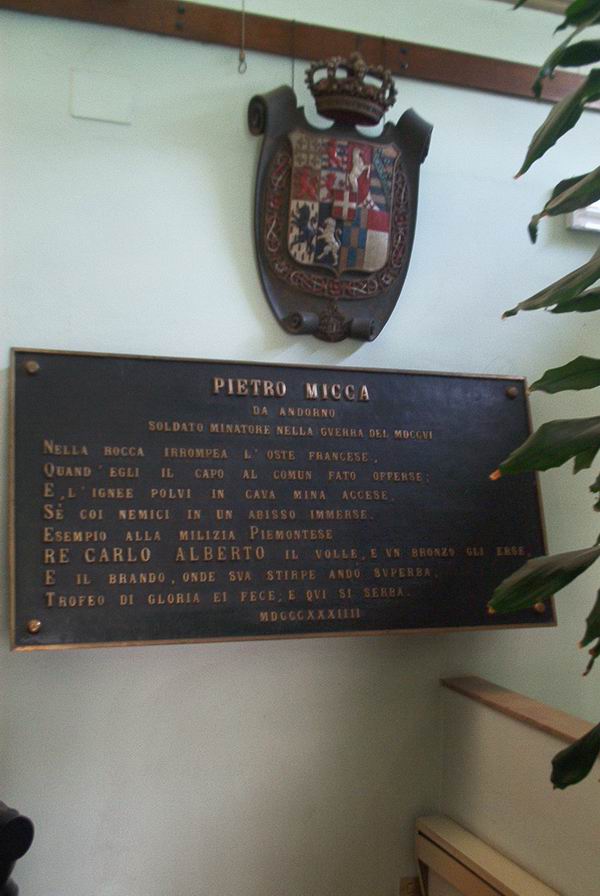 PIETRO MICCA
DA ANDORNO
SOLDATO MINATORE NELLA GVERRA DEL MDCCVI
NELLA ROCCA IRROMPEA L'OSTE FRANCESE,
QUAND'EGLI IL CAPO AL COMUN FATO OFFERSE;
E, L'IGNEE POLVI IN CAVA MINA ACCESE,
SÈ COI NEMICI IN UN ABISSO IMMERSE.
ESEMPIO ALLA MILIZIA PIEMONTESE
RE CARLO ALBERTO IL VOLLE, E VN BRONZO GLI ERSE,
E IL BRANDO, ONDE SVA STIRPE ANDÒ SVPERBA,
TROFEO DI GLORIA EI FECE, E QVI SI SERBA.
MDCCCXXXIIII